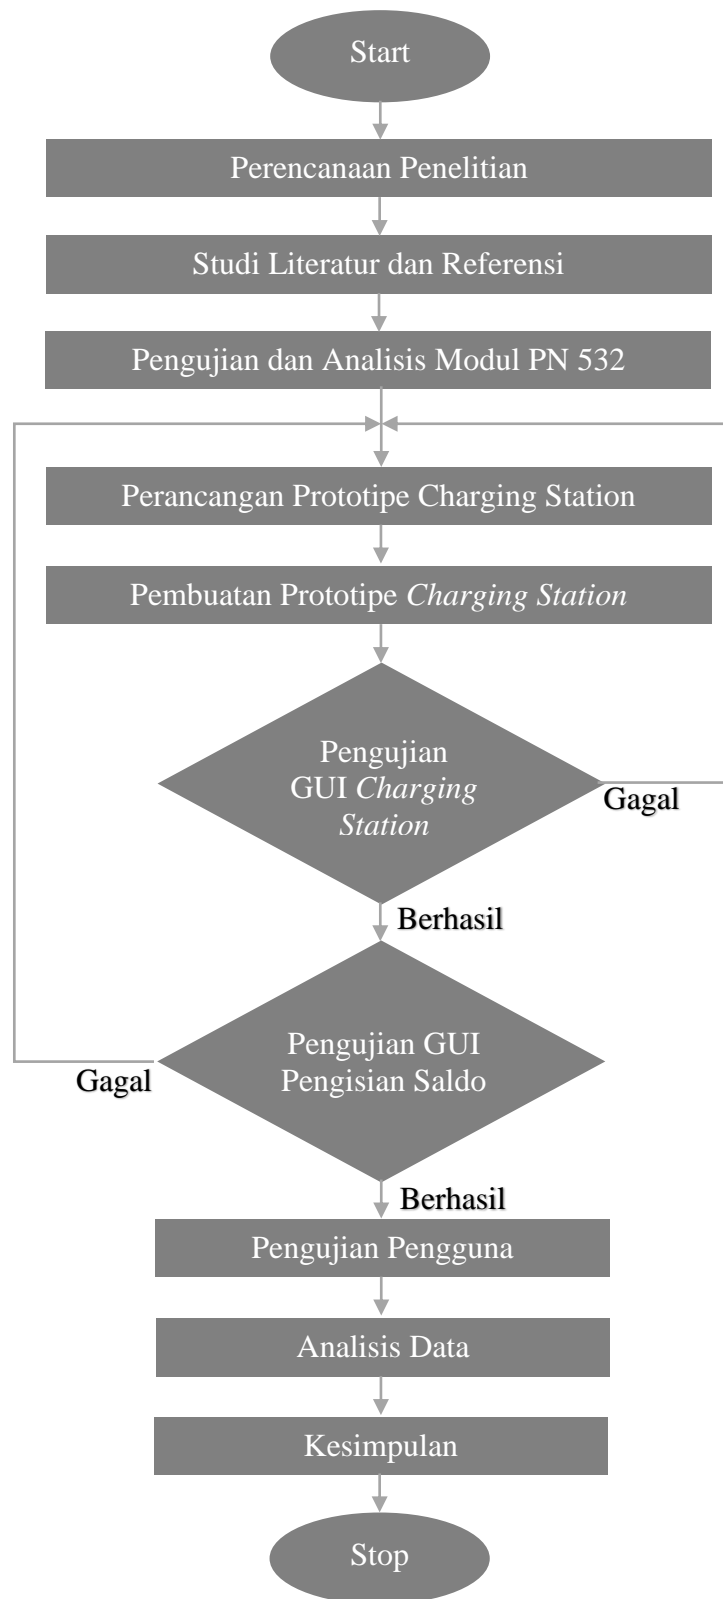 Start
Perencanaan Penelitian
Studi Literatur dan Referensi
Pengujian dan Analisis Modul PN 532
Perancangan Prototipe Charging Station
Pembuatan Prototipe Charging Station
Pengujian
GUI Charging
Station
Gagal
Berhasil
Pengujian GUI
Pengisian Saldo
Gagal
Berhasil
Pengujian Pengguna
Analisis Data
Kesimpulan
Stop